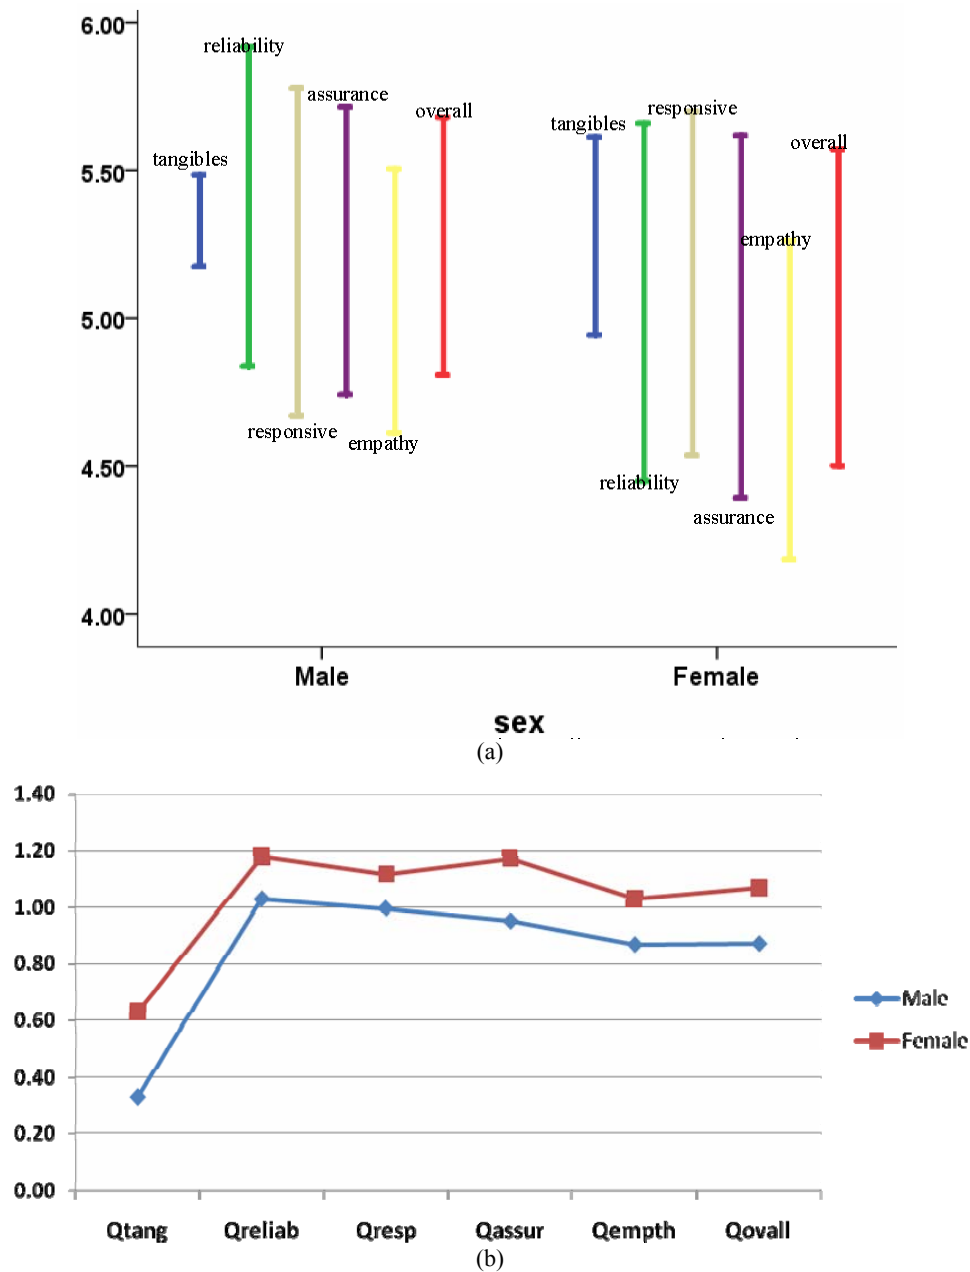 6.00
reliability
assurance
overall
tangibles
5.50
5.00
responsive
empathy
4.50
4.00
tangibles
responsive
overall
empathy
reliability
assurance
Male
Female
sex
(a)
1.40
1.20
1.00
0.80
0.60
0.40
0.20
0.00
Male
Female
Qtang Qreliab Qresp Qassur Qempth Qovall
(b)